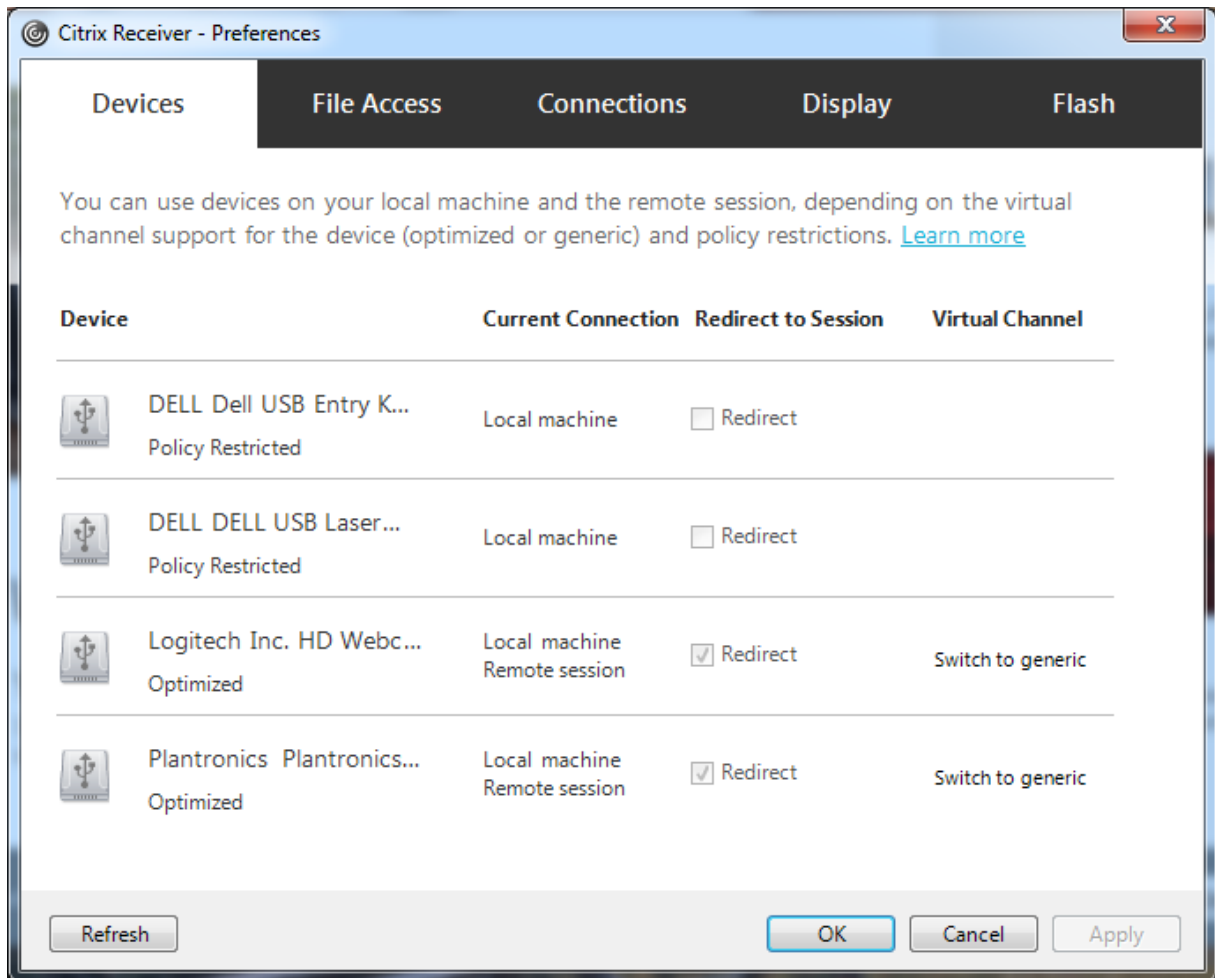 Citrix Receiver - Preferences
Devices File Access Connections Display Flash
You can use devices on your local machine and the remote session, depending on the virtual
channel support for the device (optimized or generic) and policy restrictions. Learn more
Device Current Connection Redirect to Session Virtual Channel
DELL Dell USB Entry K...
Policy Restricted
Local machine
Redirect
DELL DELL USB Laser...
Policy Restricted
Local machine
Redirect
Logitech Inc. HD Webc...
Optimized
Local machine
Remote session
Redirect
Switch to generic
Plantronics Plantronics...
Optimized
Local machine
Remote session
Redirect
Switch to generic
Refresh OK Cancel Apply